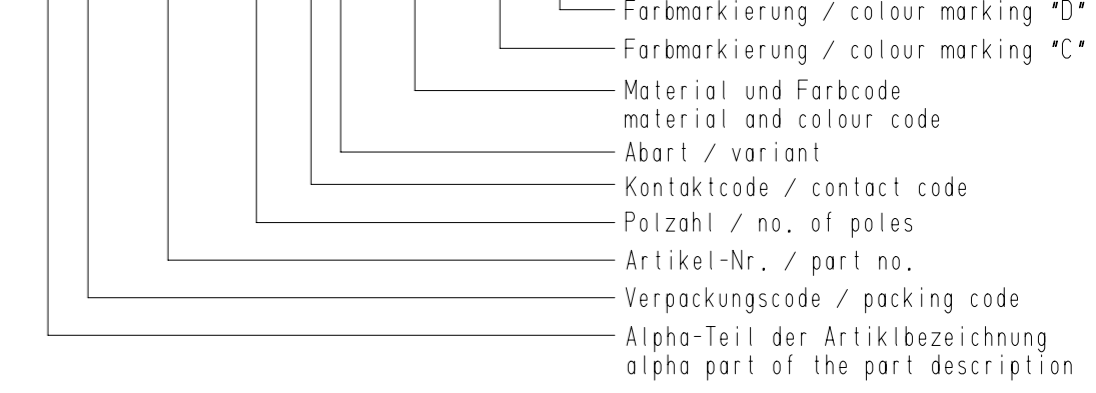 Farbmarkierung / colour marking "D"
Farbmarkierung / colour marking "C"
Material und Farbcode
material and colour code
Abart / variant
Kontaktcode / contact code
Polzahl / no. of poles
Artikel-Nr. / part no.
Verpackungscode / packing code
Alpha-Teil der Artiklbezeichnung
alpha part of the part description